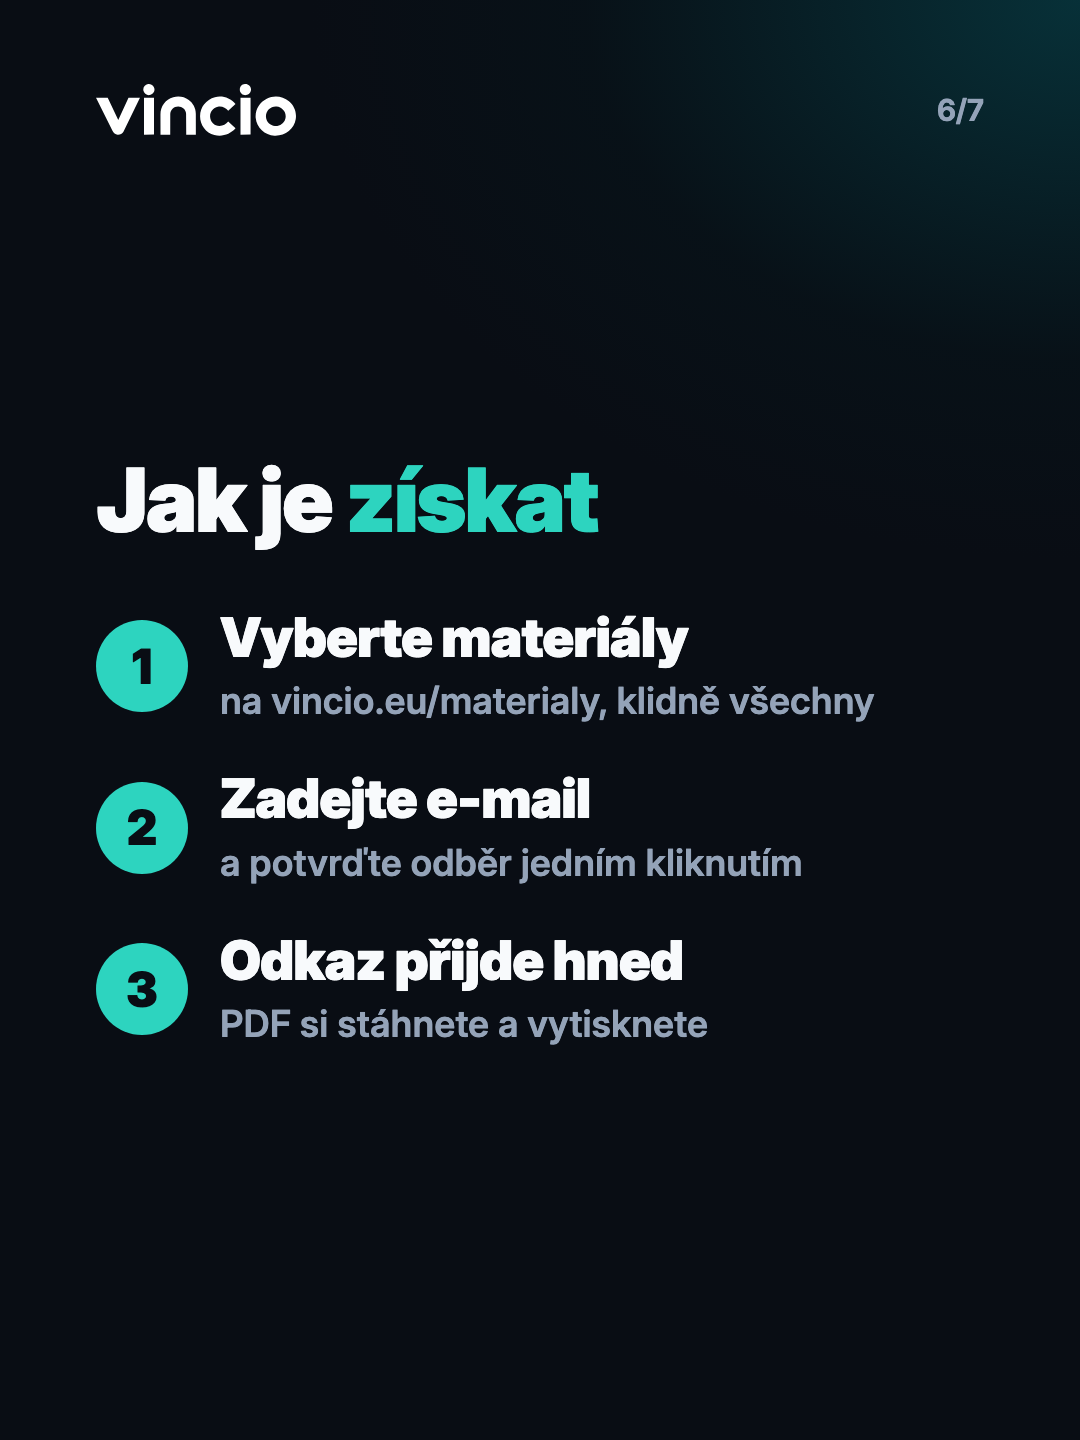 vincio
6/7
Jak je získat
1
Vyberte materiály
na vincio.eu/materialy, klidně všechny
2
Zadejte e-mail
a potvrďte odběr jedním kliknutím
3
Odkaz přijde hned
PDF si stáhnete a vytisknete